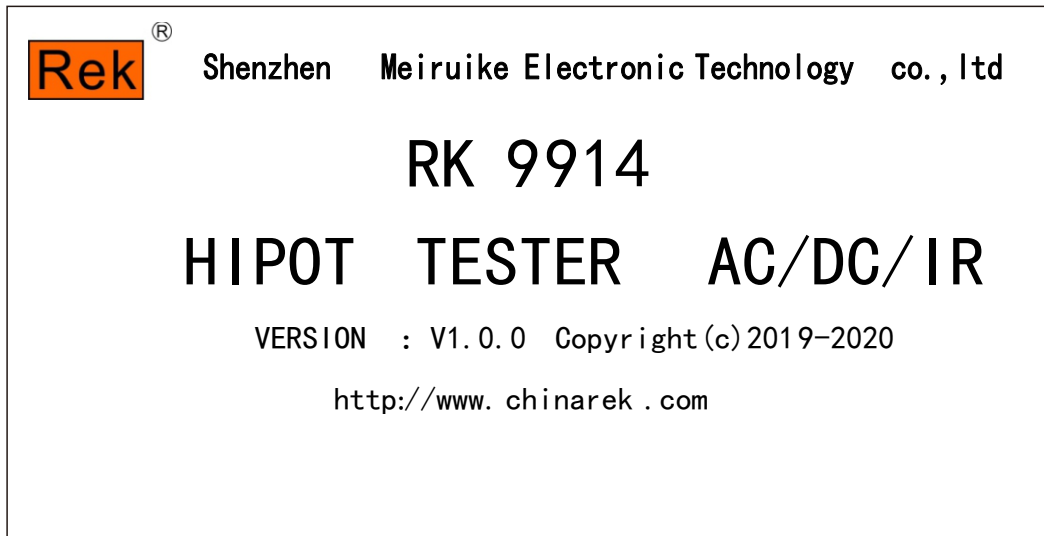 Rek® Shenzhen Meiruike Electronic Technology co.,ltd
RK 9914
HIPOT TESTER AC/DC/IR
VERSION : V1.0.0 Copyright(c)2019-2020
http://www.chinarek.com